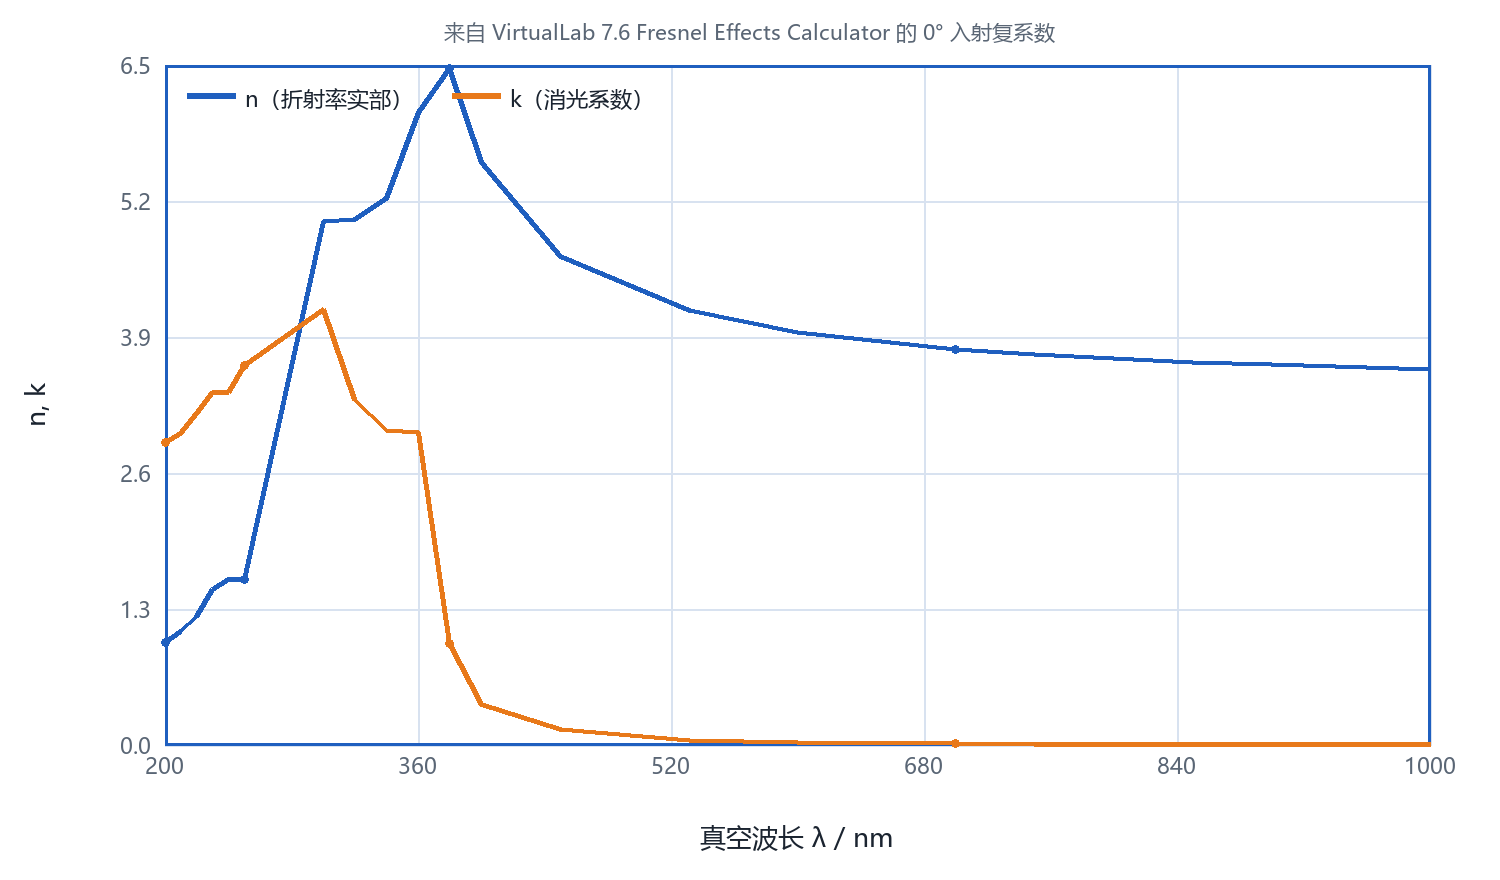 来自 VirtualLab 7.6 Fresnel Effects Calculator 的 0° 入射复系数
n（折射率实部） k（消光系数）
6.5
5.2
3.9
2.6
1.3
0.0
n, k
200 360 520 680 840 1000
真空波长 λ / nm